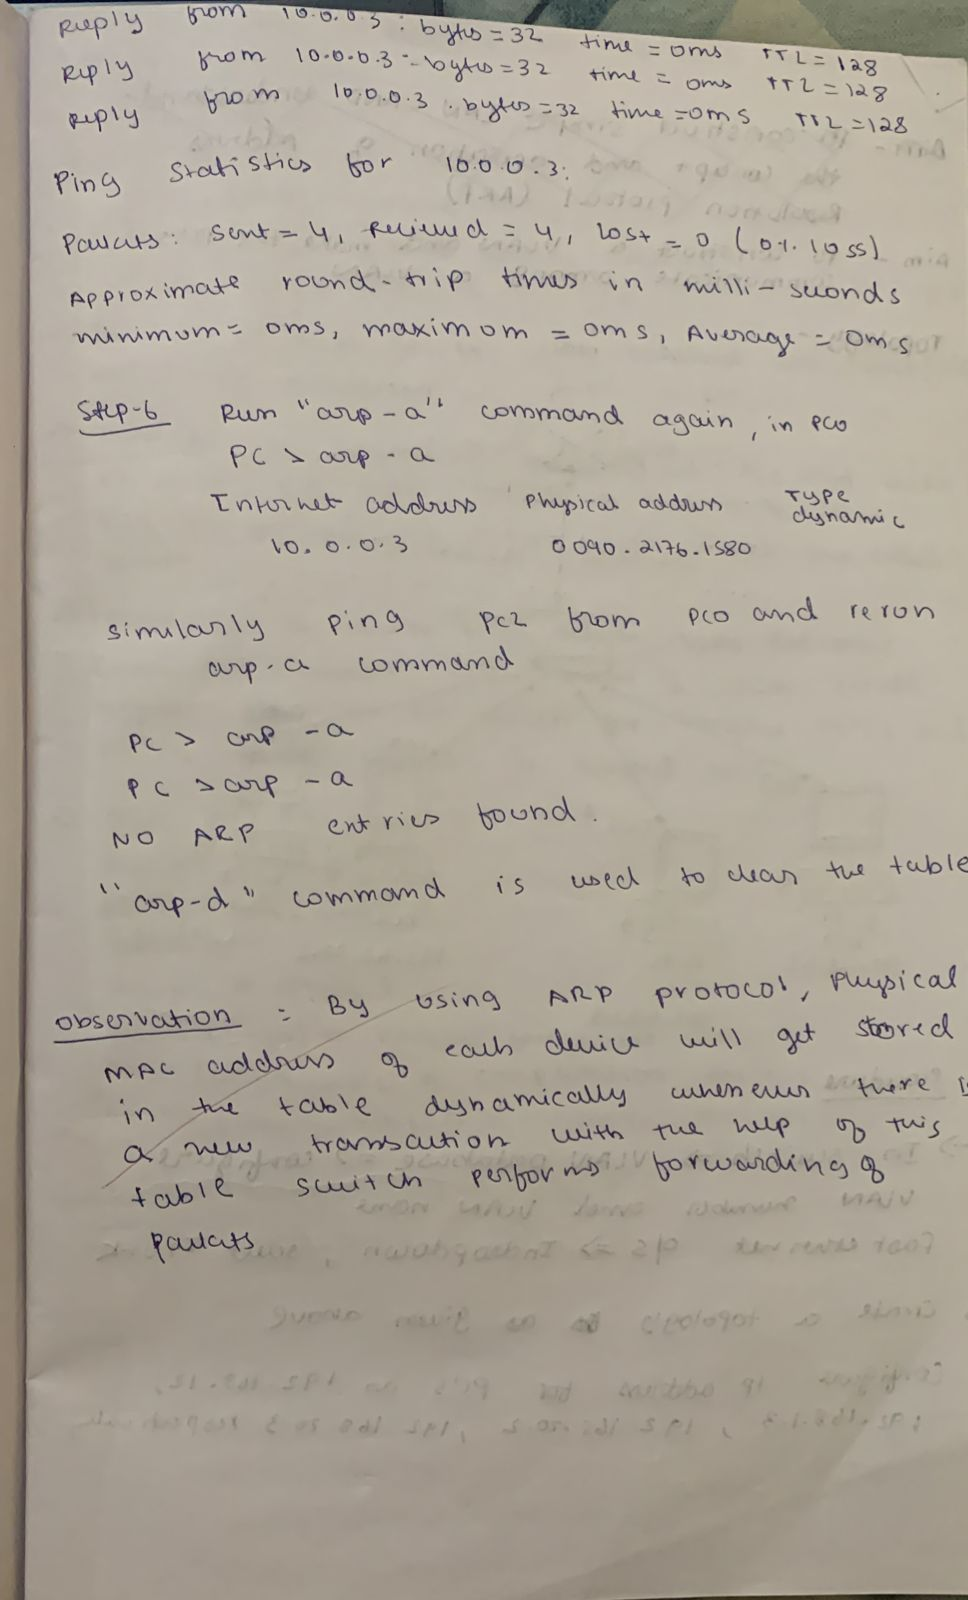 Reply from 10.0.0.3 : bytes = 32 time = 0ms TTL = 128
Reply from 10.0.0.3 :- bytes = 32 time = 0ms TTL = 128
Reply from 10.0.0.3 . bytes = 32 time = 0ms TTL = 128
Ping Statistics for 10.0.0.3:
Packets: Sent = 4, Recieved = 4, Lost = 0 (0% loss)
Approximate round-trip times in milli-seconds
minimum = 0ms, maximum = 0ms, Average = 0ms
Step-6 Run "arp -a" command again, in PC0
PC > arp - a
Internet address Physical address Type
dynamic
10. 0.0.3 0090.2176.1580
similarly ping PC2 from PC0 and rerun
arp-a command
PC > arp -a
PC > arp -a
NO ARP entries found.
"arp-d" command is used to clear the table
Observation : By using ARP protocol, Physical
MAC address of each device will get stored
in the table dynamically whenever there is
a new transaction with the help of this
table switch performs forwarding of
packets